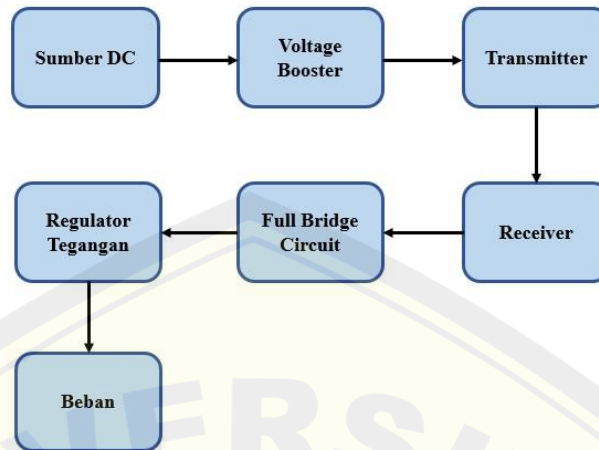 Sumber DC
Voltage
Booster
Transmitter
Regulator
Tegangan
Full Bridge
Circuit
Receiver
Beban